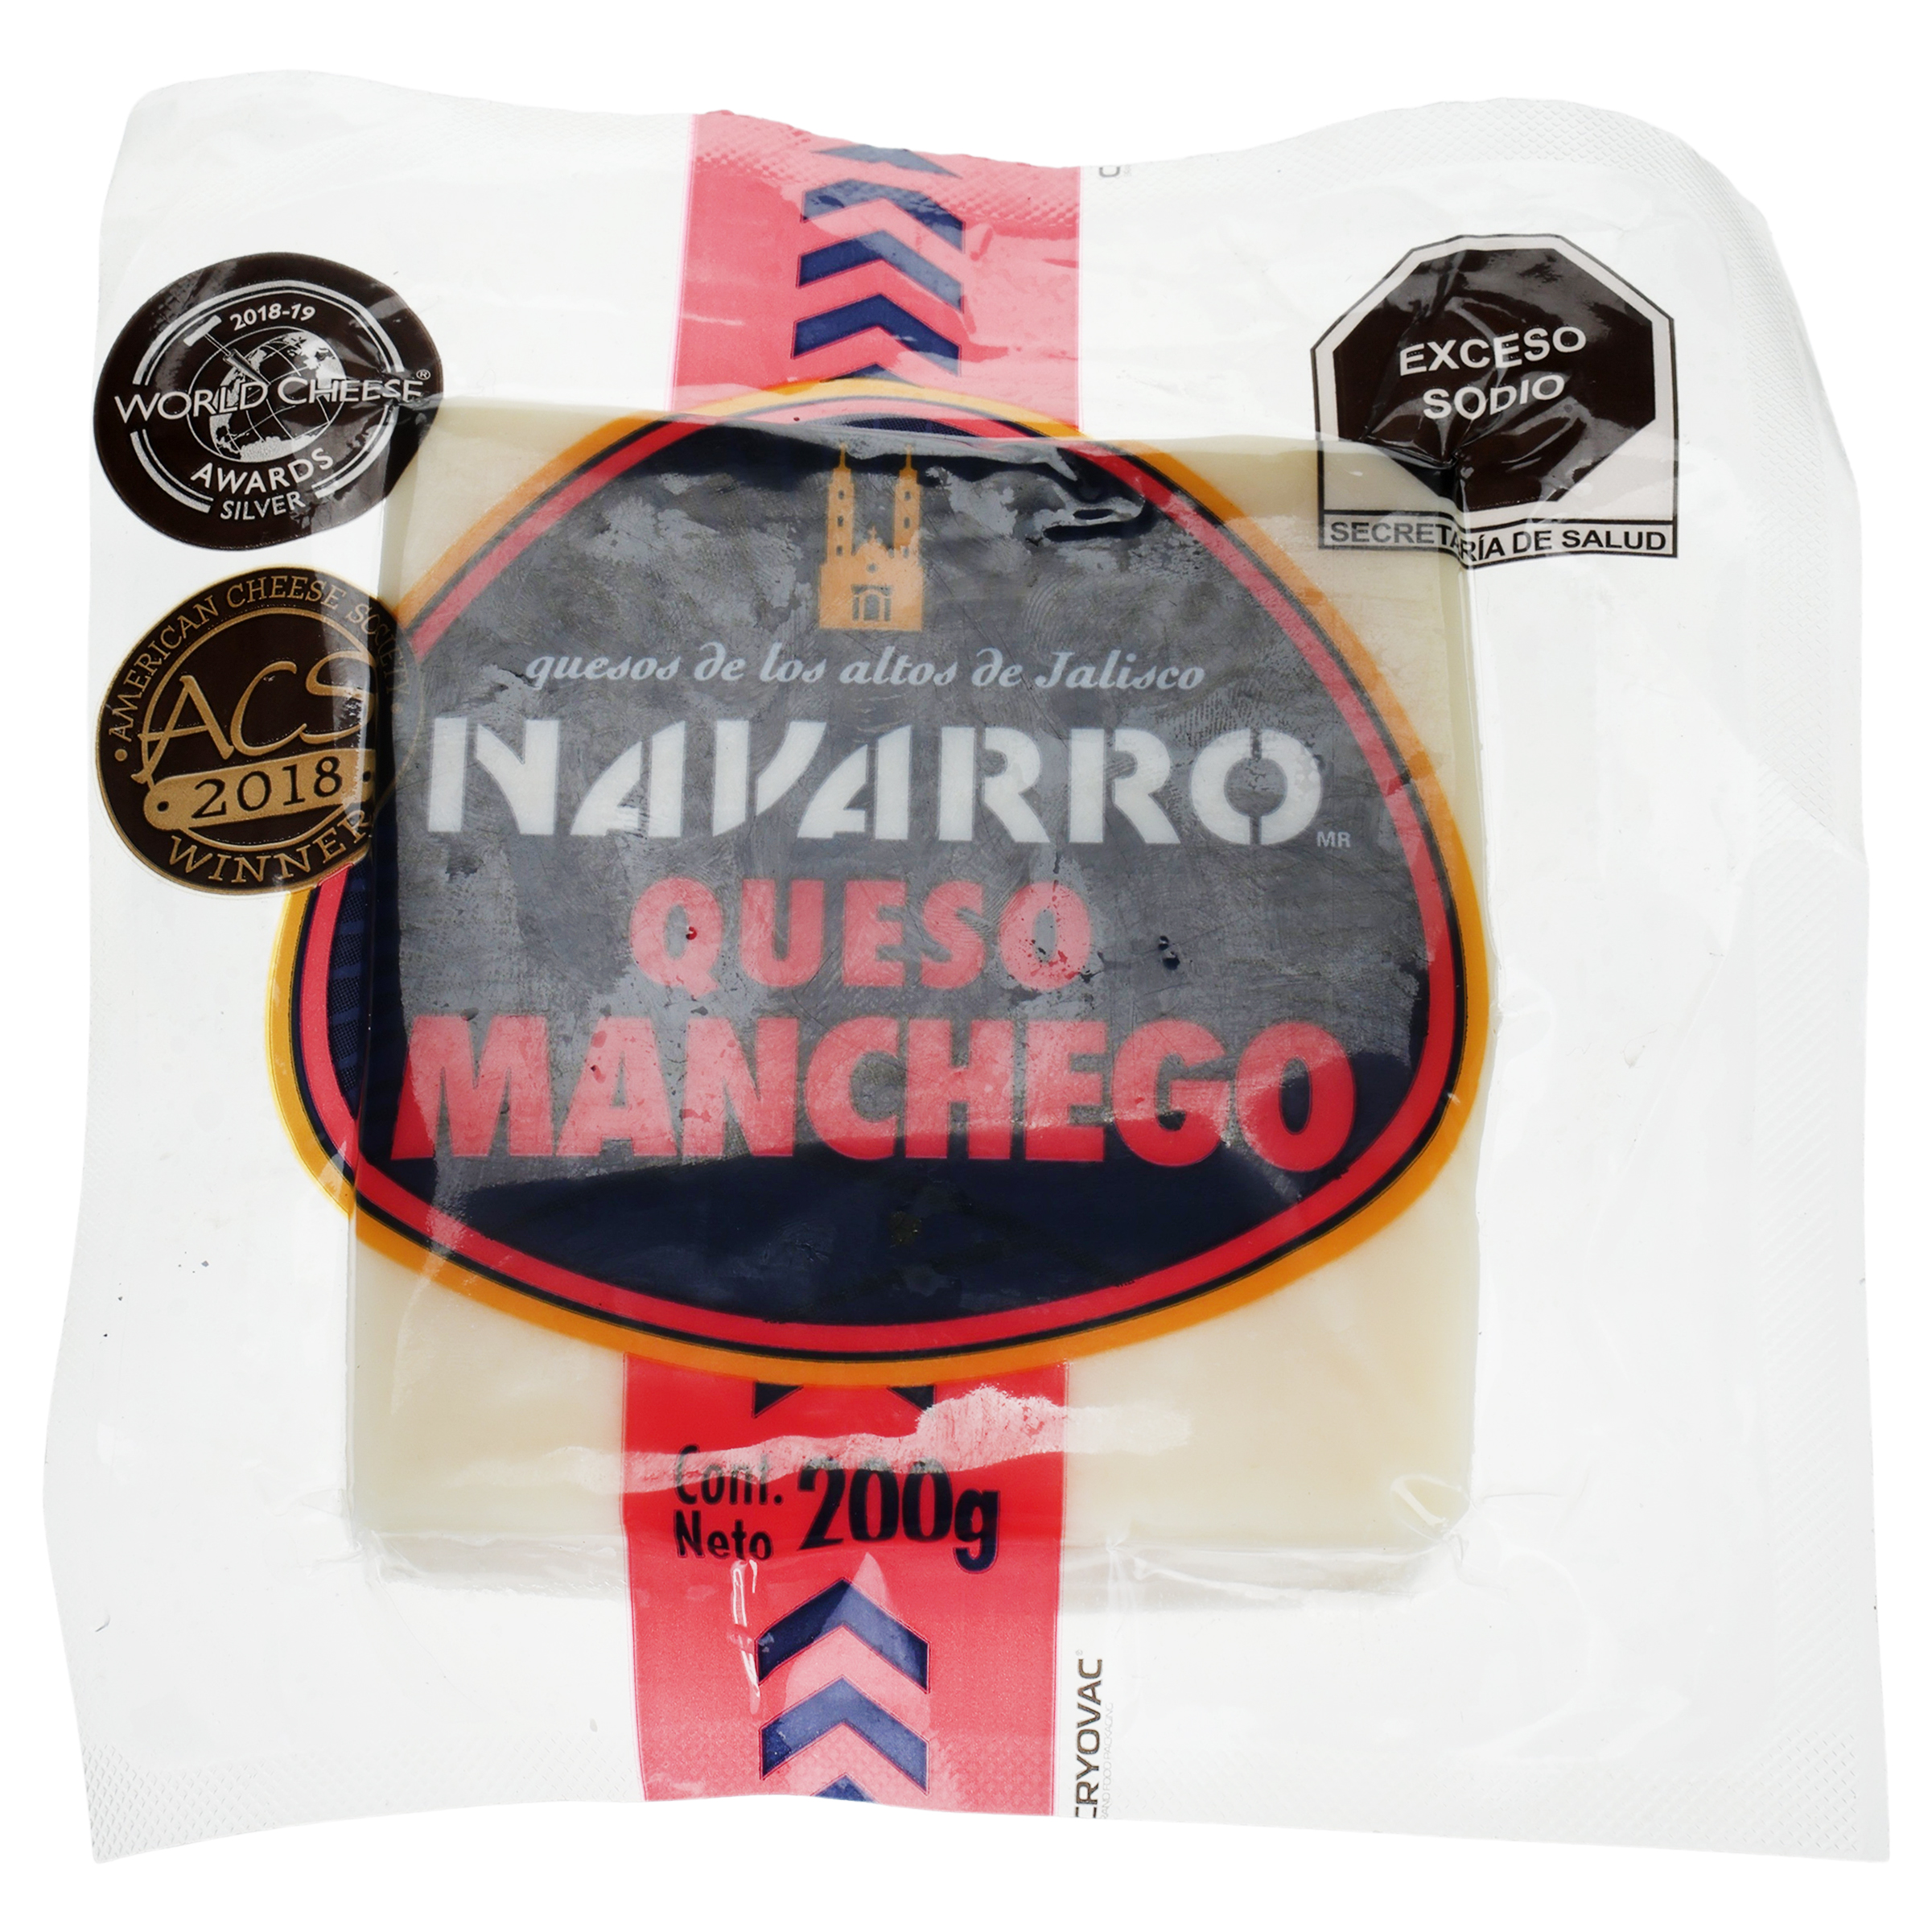 2018-19
WORLD CHEESE®
AWARDS
SILVER
EXCESO
SODIO
SECRETARÍA DE SALUD
AMERICAN CHEESE SOCIETY
ACS
2018
WINNER
quesos de los altos de Jalisco
NAVARRO
MR
QUESO
MANCHEGO
Cont.
Neto 200g
CRYOVAC®